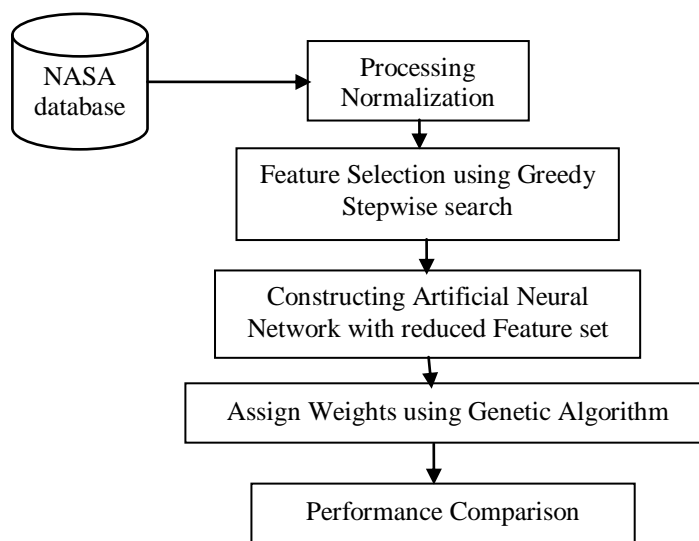 NASA
database
Processing
Normalization
Feature Selection using Greedy
Stepwise search
Constructing Artificial Neural
Network with reduced Feature set
Assign Weights using Genetic Algorithm
Performance Comparison